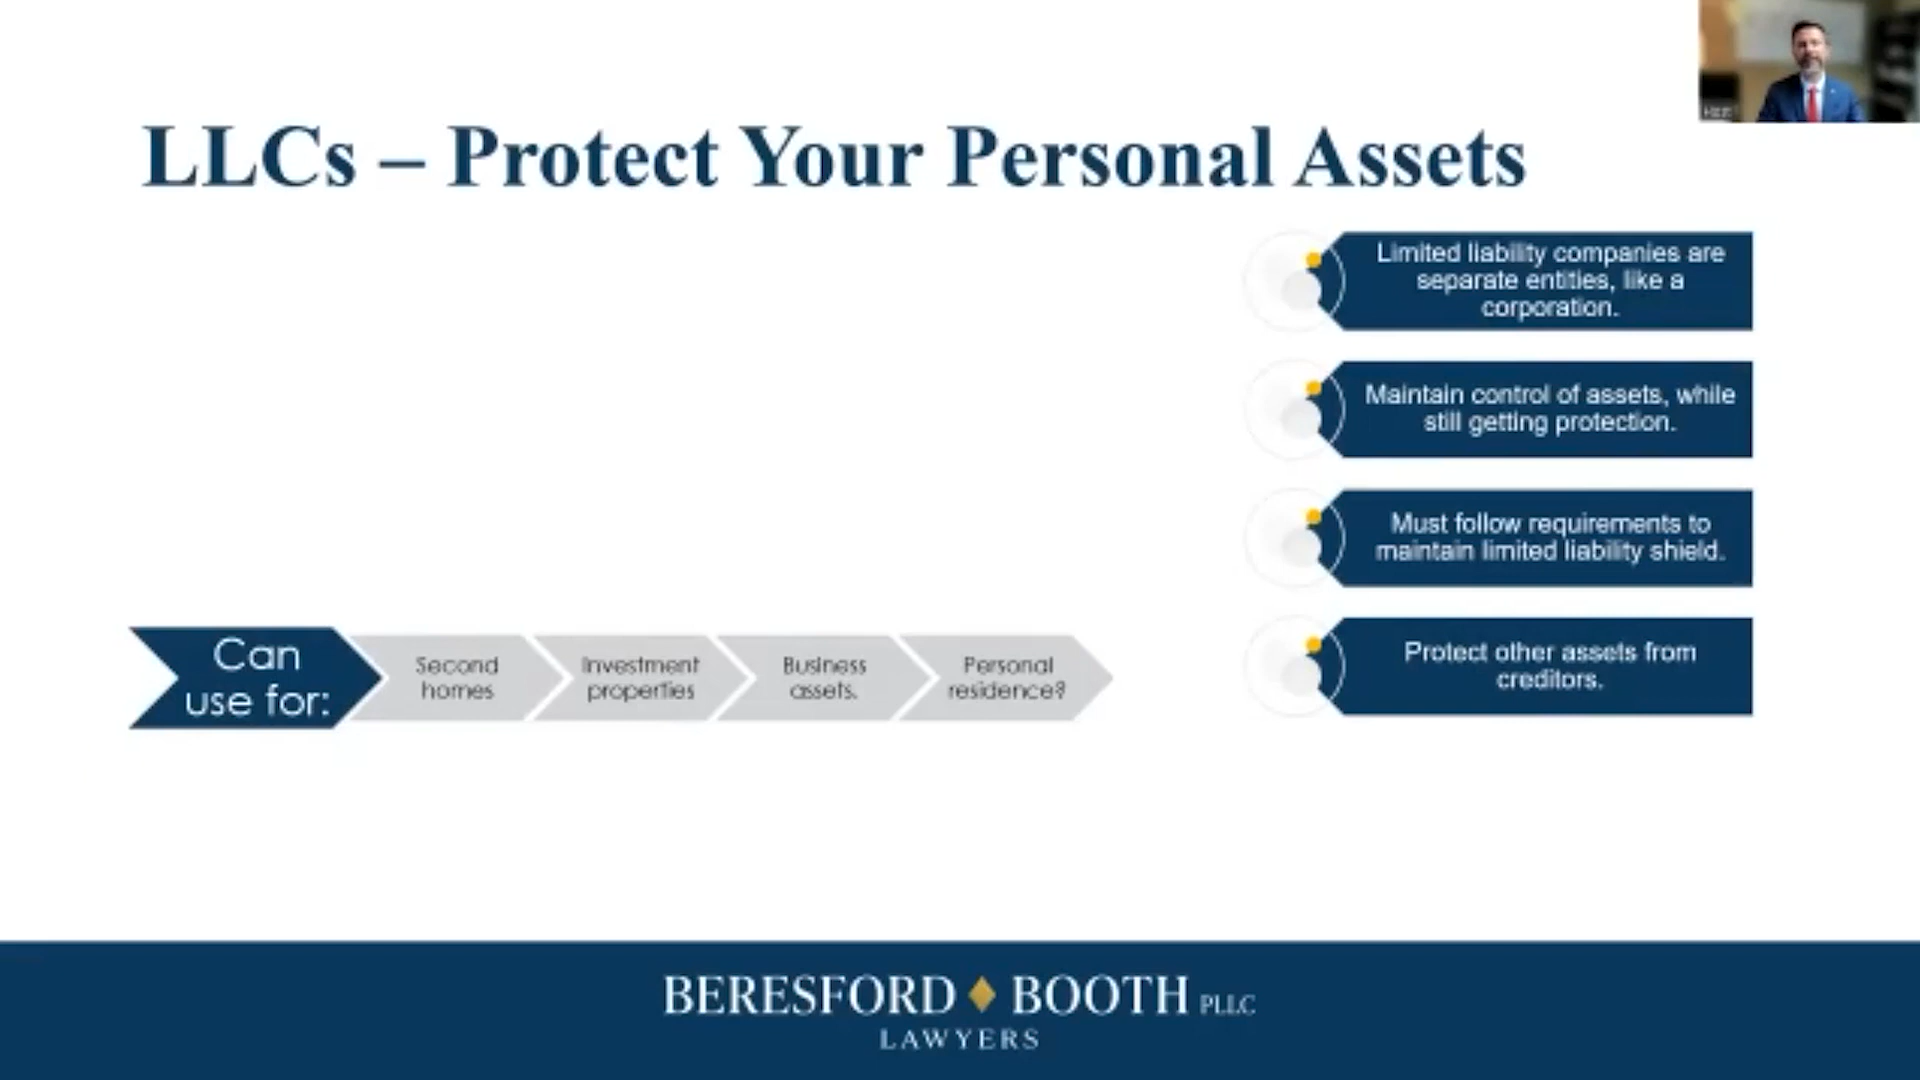 LLCs – Protect Your Personal Assets
Limited liability companies are
separate entities, like a
corporation.
Maintain control of assets, while
still getting protection.
Must follow requirements to
maintain limited liability shield.
Protect other assets from
creditors.
Can
use for:
Second
homes
Investment
properties
Business
assets.
Personal
residence?
BERESFORD BOOTH PLLC
LAWYERS